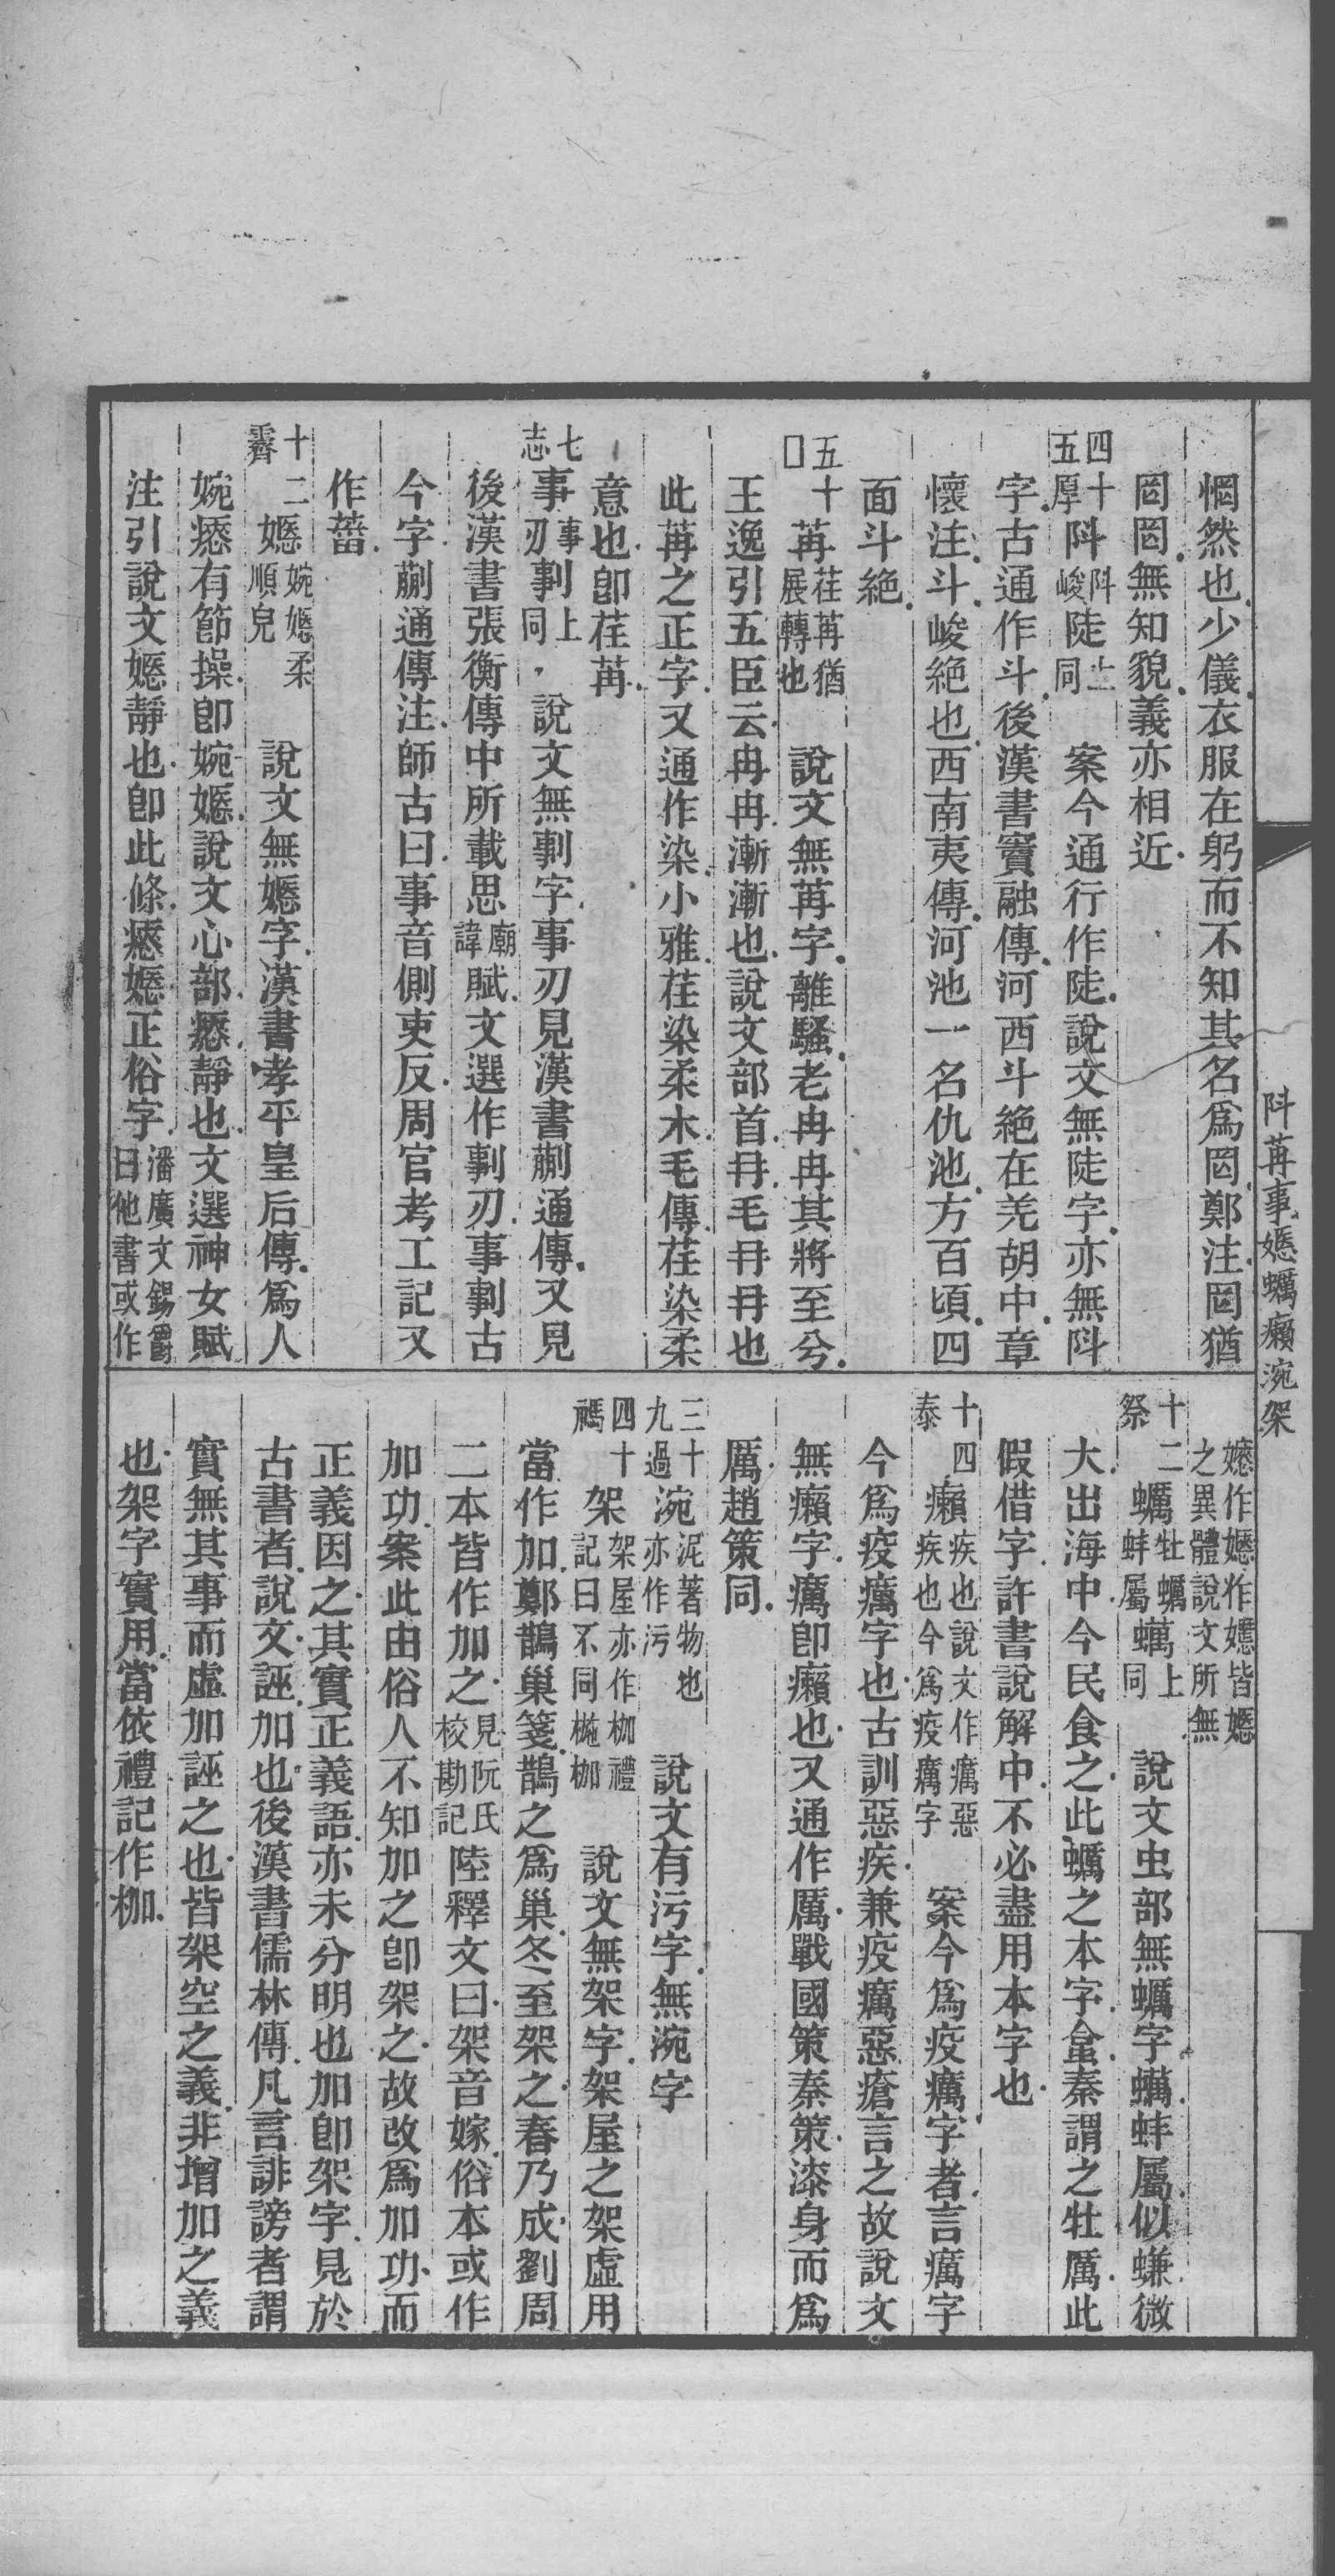 惘然也少儀衣服在躬而不知其名爲罔鄭注罔猶
罔罔無知貌義亦相近
四十五厚 㪷㪷峻陡上同 案今通行作陡說文無陡字亦無㪷
字古通作斗後漢書竇融傳河西斗絕在羌胡中章
懷注斗峻絕也西南夷傳河池一名仇池方百頃四
面斗絕
五十□ 苒荏苒猶展轉也 說文無苒字離騷老冉冉其將至兮
王逸引五臣云冉冉漸漸也說文部首冄毛冄冄也
此苒之正字又通作染小雅荏染柔木毛傳荏染柔
意也卽荏苒
七志 事事刃剚上同 說文無剚字事刃見漢書蒯通傳又見
後漢書張衡傳中所載思廟諱賦文選作剚刃事剚古
今字蒯通傳注師古曰事音側吏反周官考工記又
作菑
十二霽 嫕婉嫕柔順皃 說文無嫕字漢書孝平皇后傳爲人
婉瘱有節操卽婉嫕說文心部瘱靜也文選神女賦
注引說文嫕靜也卽此條瘱嫕正俗字潘廣文錫爵曰他書或作
嫕作嬺作㜎皆嫕之異體說文所無
十二祭 蠣牡蠣蚌屬蠇上同 說文虫部無蠣字蠇蚌屬似螊微
大出海中今民食之此蠣之本字蛤秦謂之牡厲此
假借字許書說解中不必盡用本字也
十四泰 癩疾也說文作癘惡疾也今爲疫癘字 案今爲疫癘字者言癘字
今爲疫癘字也古訓惡疾兼疫癘惡瘡言之故說文
無癩字癘卽癩也又通作厲戰國策秦策漆身而爲
厲趙策同
三十九過 涴泥著物也亦作污 說文有污字無涴字
四十禡 架架屋亦作枷禮記曰不同椸枷 說文無架字架屋之架虛用
當作加鄭鵲巢箋鵲之爲巢冬至架之春乃成劉周
二本皆作加之見阮氏校勘記陸釋文曰架音嫁俗本或作
加功案此由俗人不知加之卽架之故改爲加功而
正義因之其實正義語亦未分明也加卽架字見於
古書者說文誣加也後漢書儒林傳凡言誹謗者謂
實無其事而虛加誣之也皆架空之義非增加之義
也架字實用當依禮記作枷
㪷苒事嫕蠣癩涴架